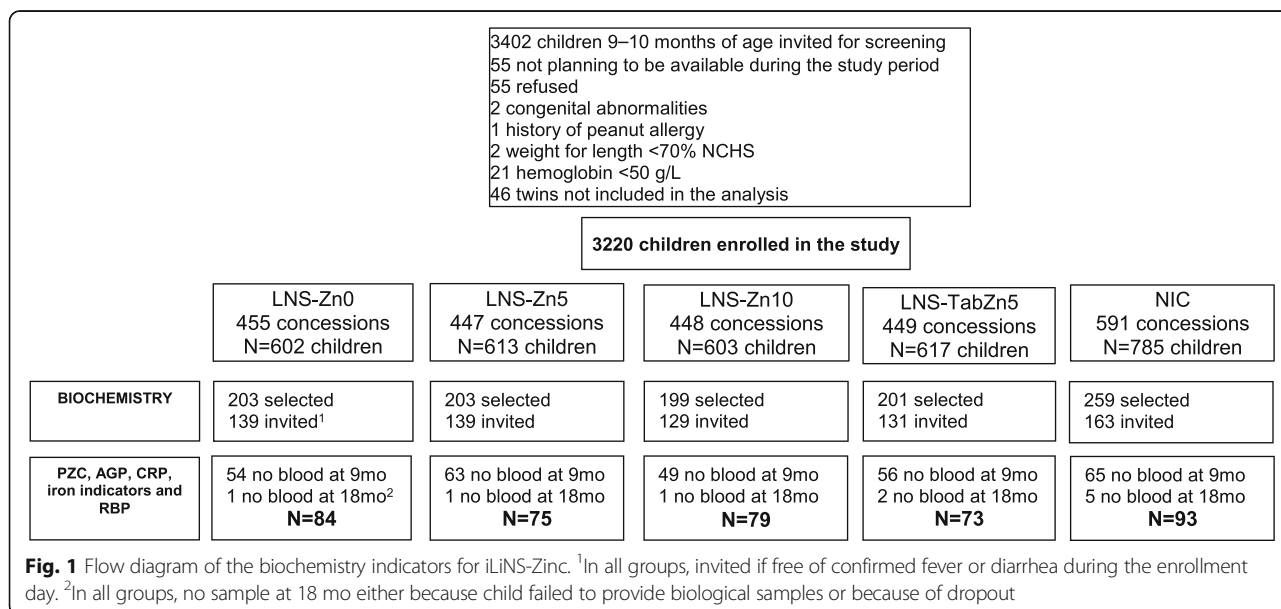 3402 children 9–10 months of age invited for screening
55 not planning to be available during the study period
55 refused
2 congenital abnormalities
1 history of peanut allergy
2 weight for length <70% NCHS
21 hemoglobin <50 g/L
46 twins not included in the analysis
3220 children enrolled in the study
LNS-Zn0
455 concessions
N=602 children
LNS-Zn5
447 concessions
N=613 children
LNS-Zn10
448 concessions
N=603 children
LNS-TabZn5
449 concessions
N=617 children
NIC
591 concessions
N=785 children
BIOCHEMISTRY
203 selected
139 invited¹
203 selected
139 invited
199 selected
129 invited
201 selected
131 invited
259 selected
163 invited
PZC, AGP, CRP,
iron indicators and
RBP
54 no blood at 9mo
1 no blood at 18mo²
N=84
63 no blood at 9mo
1 no blood at 18mo
N=75
49 no blood at 9mo
1 no blood at 18mo
N=79
56 no blood at 9mo
2 no blood at 18mo
N=73
65 no blood at 9mo
5 no blood at 18mo
N=93
Fig. 1 Flow diagram of the biochemistry indicators for iLiNS-Zinc. ¹In all groups, invited if free of confirmed fever or diarrhea during the enrollment
day. ²In all groups, no sample at 18 mo either because child failed to provide biological samples or because of dropout